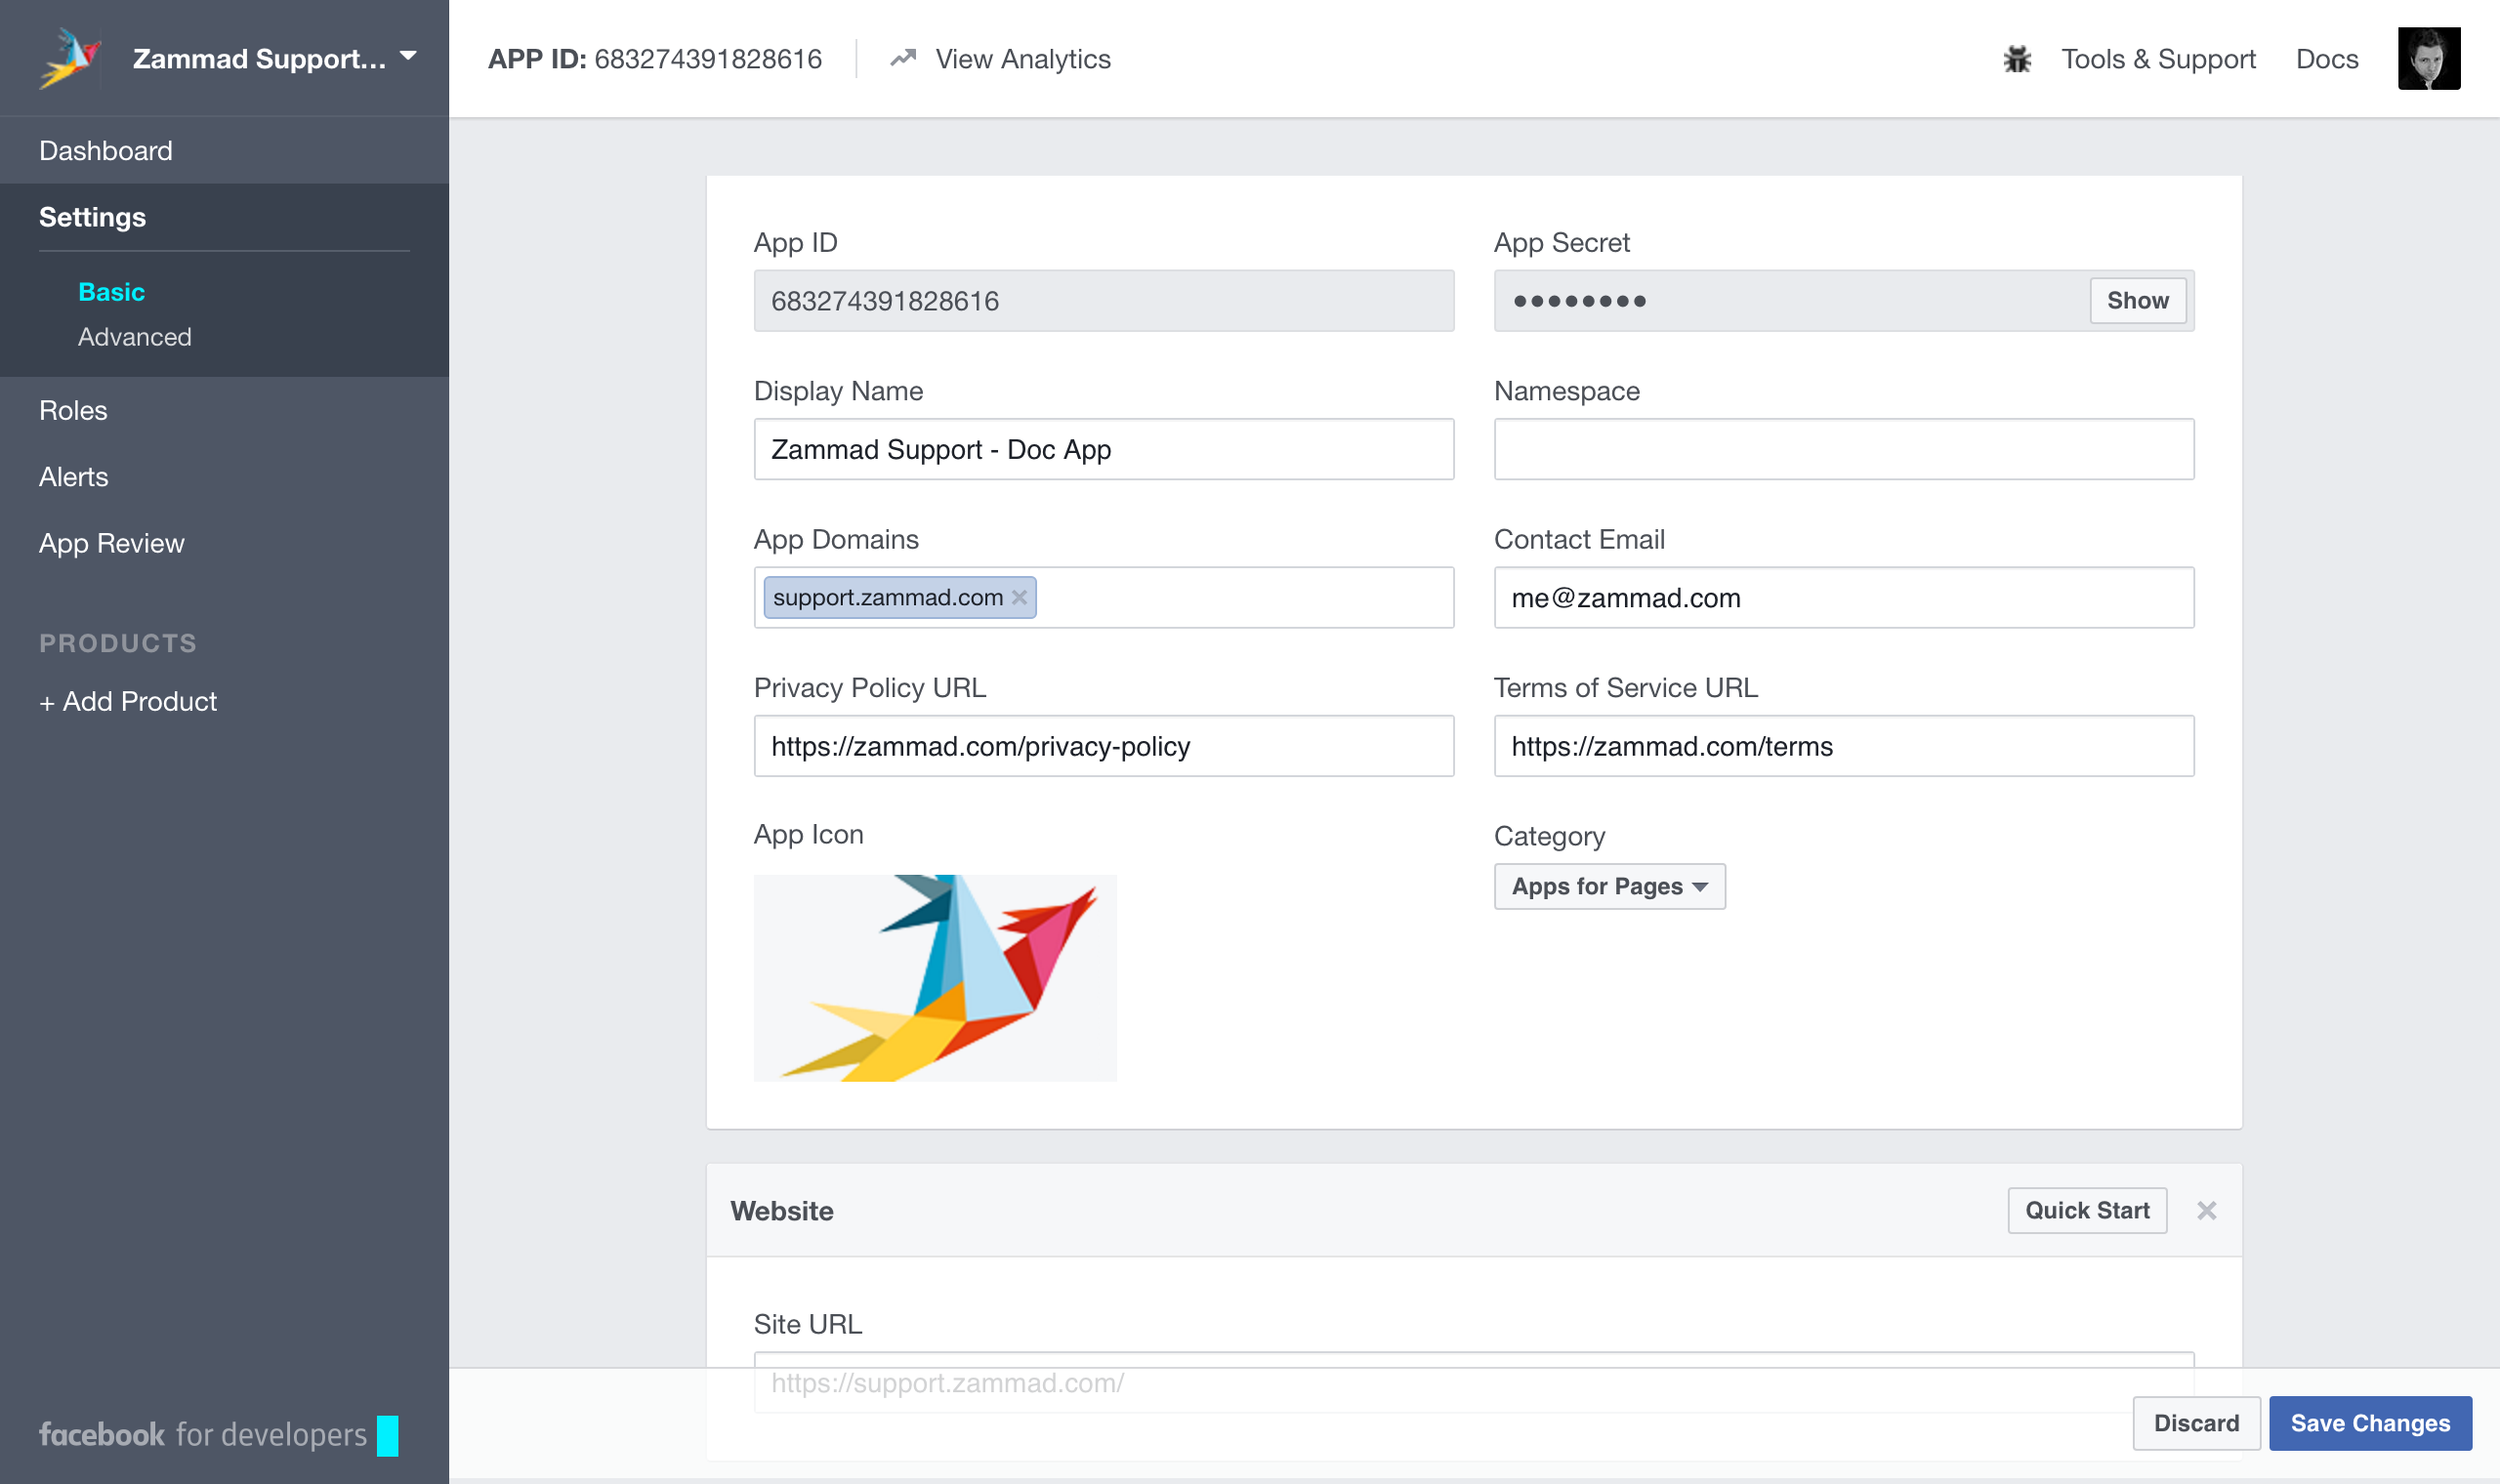 Zammad Support...
APP ID: 683274391828616
View Analytics
Tools & Support
Docs
Dashboard
Settings
Basic
Advanced
Roles
Alerts
App Review
PRODUCTS
+ Add Product
facebook for developers
App ID
683274391828616
App Secret
●●●●●●●●
Show
Display Name
Zammad Support - Doc App
Namespace
App Domains
support.zammad.com
Contact Email
me@zammad.com
Privacy Policy URL
https://zammad.com/privacy-policy
Terms of Service URL
https://zammad.com/terms
App Icon
Category
Apps for Pages
Website
Quick Start
Site URL
https://support.zammad.com/
Discard
Save Changes